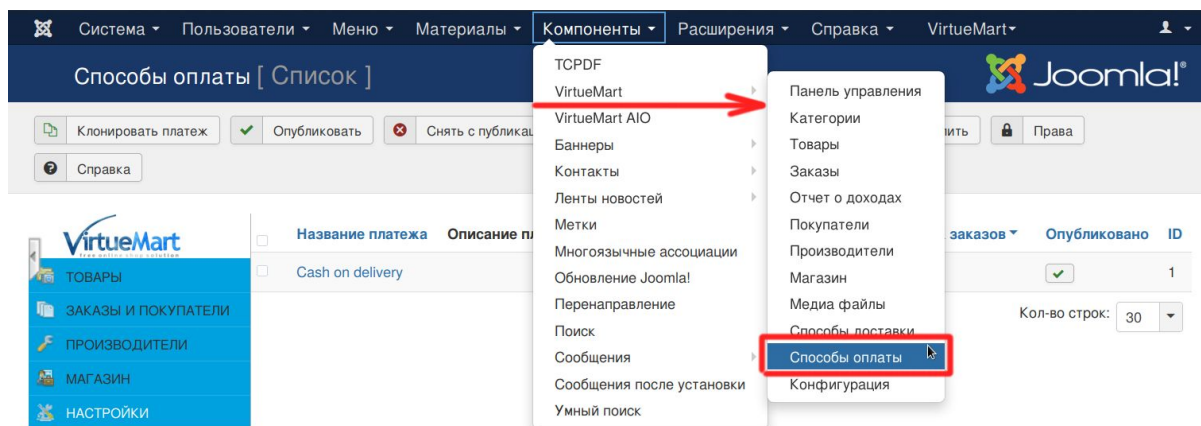 Система Пользователи Меню Материалы Компоненты Расширения Справка VirtueMart
Способы оплаты [ Список ]
Joomla!®
Клонировать платеж Опубликовать Снять с публикац Права
Справка
TCPDF
VirtueMart
VirtueMart AIO
Баннеры
Контакты
Ленты новостей
Метки
Многоязычные ассоциации
Обновление Joomla!
Перенаправление
Поиск
Сообщения
Сообщения после установки
Умный поиск
Панель управления
Категории
Товары
Заказы
Отчет о доходах
Покупатели
Производители
Магазин
Медиа файлы
Способы доставки
Способы оплаты
Конфигурация
VirtueMart
free online shop solution
ТОВАРЫ
ЗАКАЗЫ И ПОКУПАТЕЛИ
ПРОИЗВОДИТЕЛИ
МАГАЗИН
НАСТРОЙКИ
Название платежа Описание пл заказов Опубликовано ID
Cash on delivery 1
Кол-во строк: 30